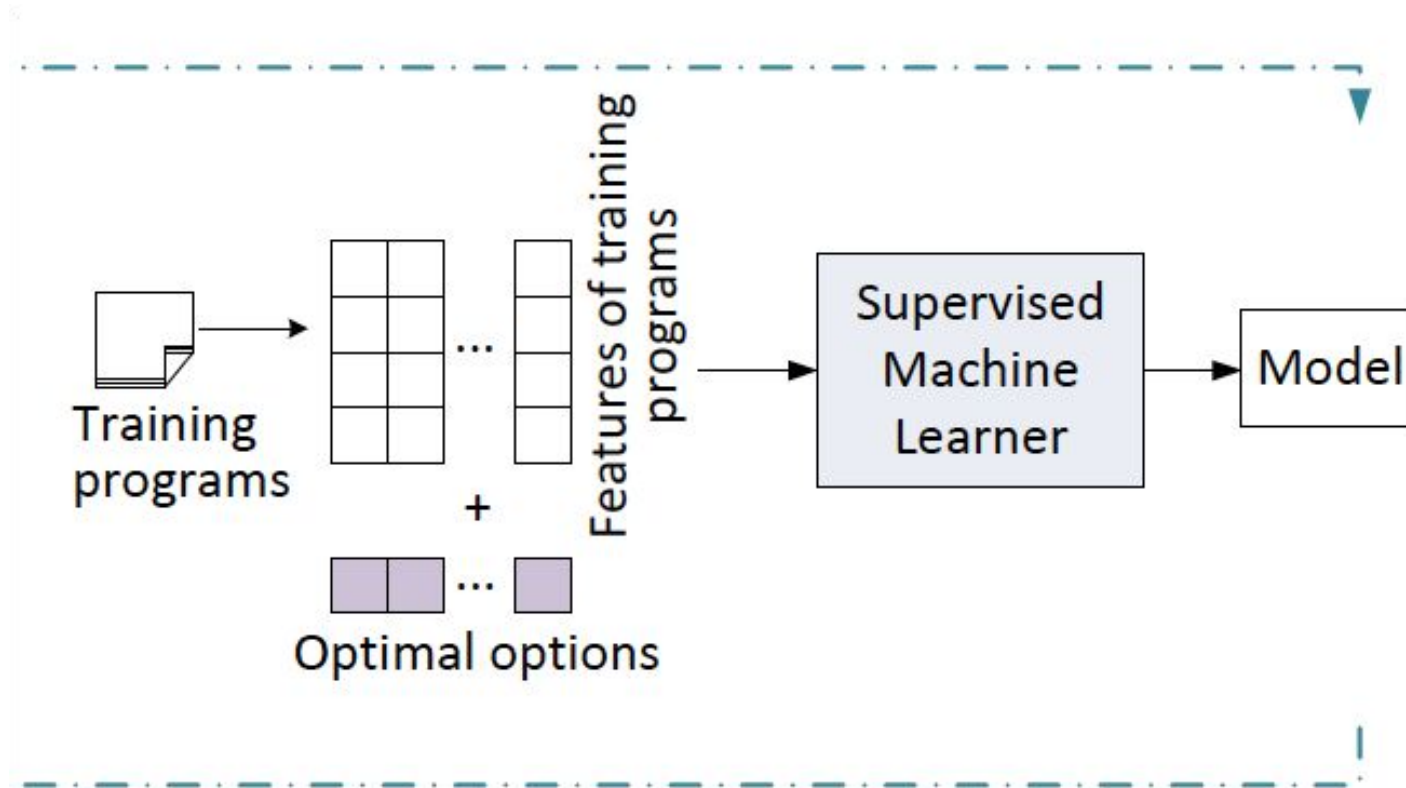 Training
programs
...
+
...
Optimal options
Features of training
programs
Supervised
Machine
Learner
Model